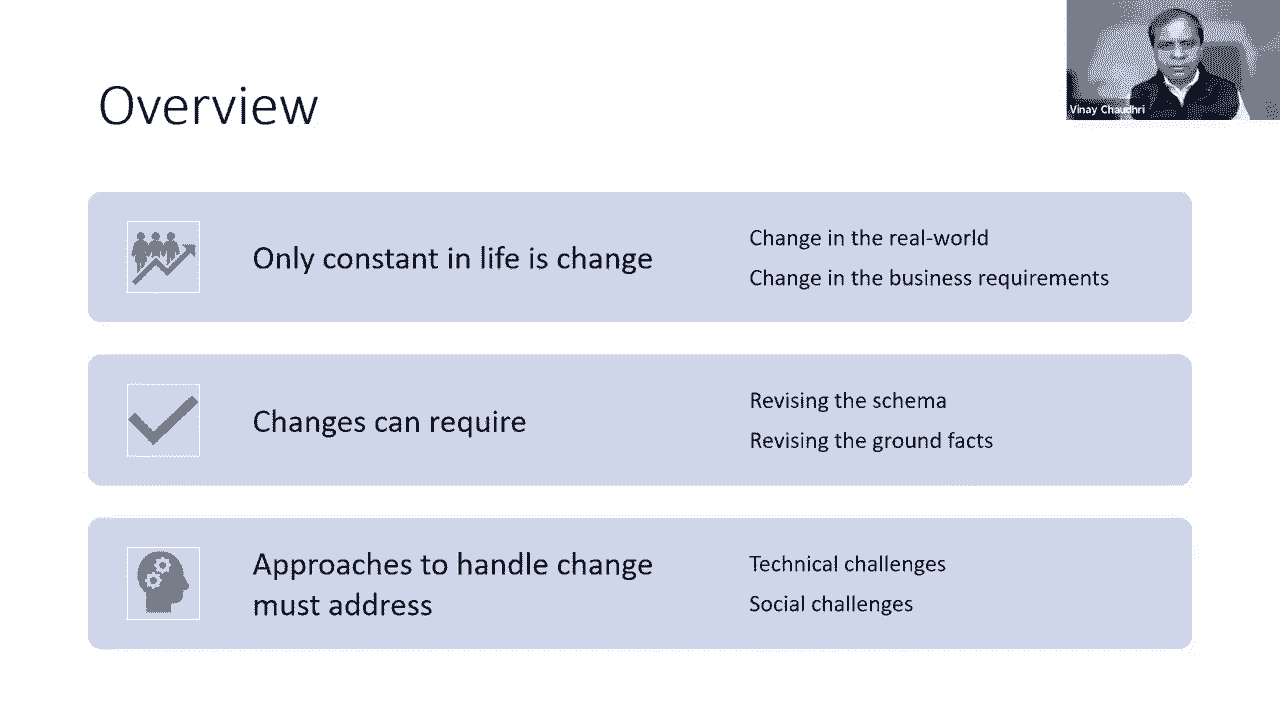 Overview
Vinay Chaudhri
Only constant in life is change
Change in the real-world
Change in the business requirements
Changes can require
Revising the schema
Revising the ground facts
Approaches to handle change
must address
Technical challenges
Social challenges